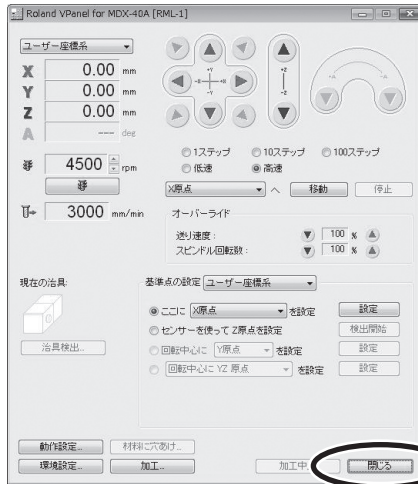 Roland VPanel for MDX-40A [RML-1]
ユーザー座標系
X 0.00 mm
Y 0.00 mm
Z 0.00 mm
A --- deg
4500 rpm
3000 mm/min
+Y
-X +X
-Y
+Z
-Z
-A +A
1ステップ 10ステップ 100ステップ
低速 高速
X原点 へ 移動 停止
オーバーライド
送り速度: 100 %
スピンドル回転数: 100 %
現在の治具:
治具検出...
基準点の設定 ユーザー座標系
ここに X原点 を設定 設定
センサーを使って Z原点を設定 検出開始
回転中心に Y原点 を設定 設定
回転中心に YZ 原点 を設定 設定
動作設定... 材料に穴あけ...
環境設定... 加工... 加工中 閉じる